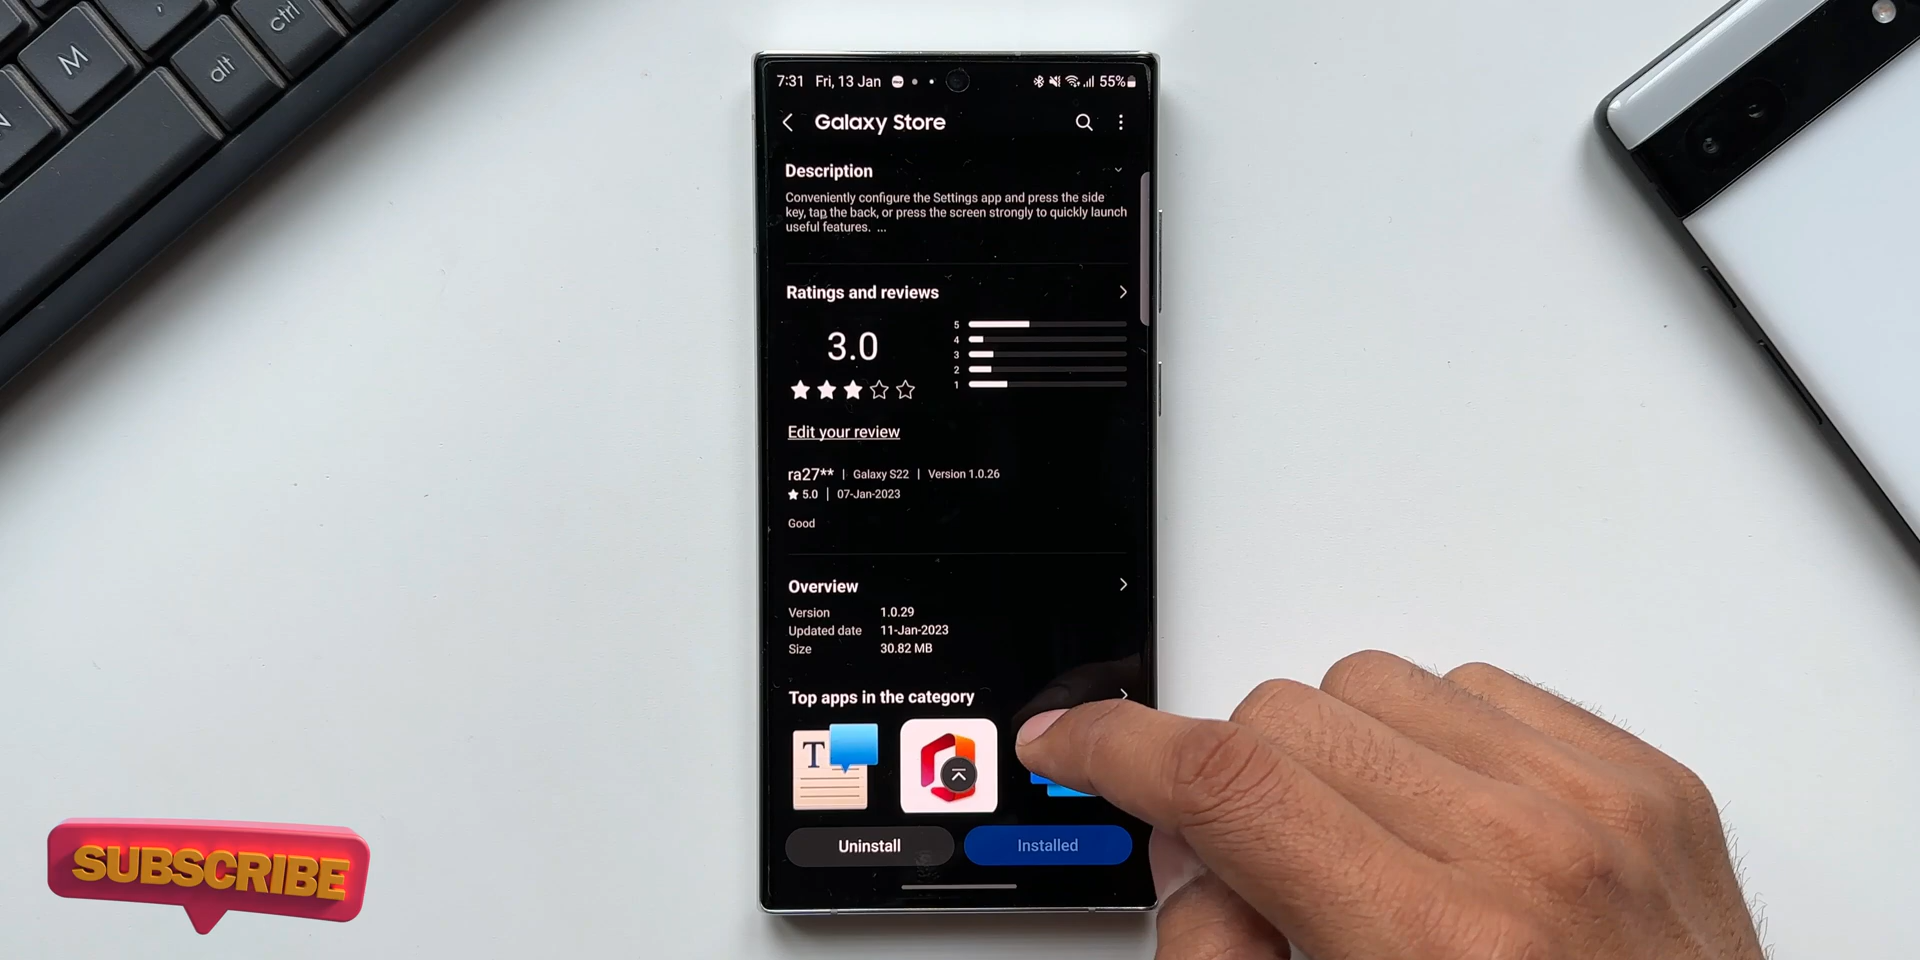 M
,
ctrl
alt
N
7:31 Fri, 13 Jan 55%
Galaxy Store
Description
Conveniently configure the Settings app and press the side
key, tap the back, or press the screen strongly to quickly launch
useful features. ...
Ratings and reviews
3.0
5
4
3
2
1
Edit your review
ra27** | Galaxy S22 | Version 1.0.26
★ 5.0 | 07-Jan-2023
Good
Overview
Version 1.0.29
Updated date 11-Jan-2023
Size 30.82 MB
Top apps in the category
T
Uninstall Installed
SUBSCRIBE